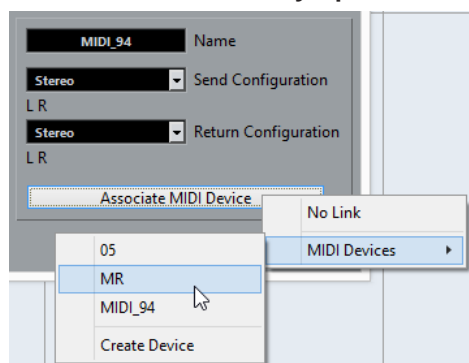 MIDI_94 Name
Stereo Send Configuration
L R
Stereo Return Configuration
L R
Associate MIDI Device
No Link
MIDI Devices
05
MR
MIDI_94
Create Device